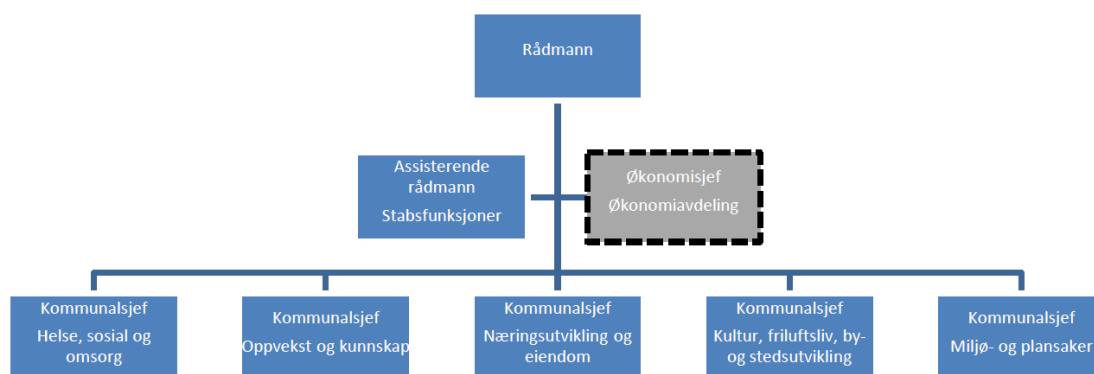 Rådmann
Assisterende
rådmann
Stabsfunksjoner
Økonomisjef
Økonomiavdeling
Kommunalsjef
Helse, sosial og
omsorg
Kommunalsjef
Oppvekst og kunnskap
Kommunalsjef
Næringsutvikling og
eiendom
Kommunalsjef
Kultur, friluftsliv, by-
og stedsutvikling
Kommunalsjef
Miljø- og plansaker